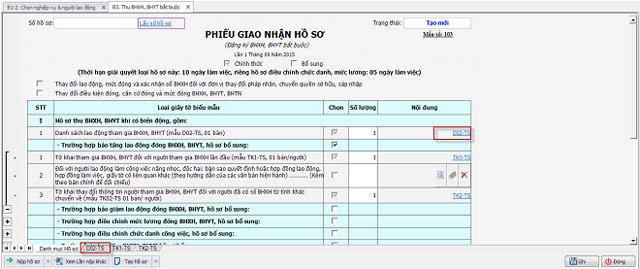 B1-2. Chọn nghiệp vụ & người lao động
B3. Thu BHXH, BHYT bắt buộc
Số hồ sơ:
Lấy số hồ sơ
Trạng thái:
Tạo mới
PHIẾU GIAO NHẬN HỒ SƠ
Mẫu số: 103
(Đăng ký BHXH, BHYT bắt buộc)
Lần 1 Tháng 09 Năm 2015
Chính thức
Bổ sung
(Thời hạn giải quyết loại hồ sơ này: 10 ngày làm việc, riêng hồ sơ điều chỉnh chức danh, mức lương: 05 ngày làm việc)
Thay đổi lao động, mức đóng và xác nhận số BHXH đối với đơn vị thay đổi pháp nhân, chuyển quyền sở hữu, sáp nhập
Thay đổi điều kiện đóng, căn cứ đóng và mức đóng BHXH, BHYT, BHTN
STT
Loại giấy tờ biểu mẫu
Chọn
Số lượng
Nội dung
I
Hồ sơ thu BHXH, BHYT khi có biến động, gồm:
1
Danh sách lao động tham gia BHXH, BHYT (mẫu D02-TS, 01 bản)
1
D02-TS
- Trường hợp báo tăng lao động đóng BHXH, BHYT, hồ sơ bổ sung:
1
Tờ khai tham gia BHXH, BHYT đối với người tham gia BHXH lần đầu (mẫu TK1-TS, 01 bản/người)
1
TK1-TS
2
Đối với người lao động làm công việc nặng nhọc, độc hại: bản sao quyết định hoặc hợp đồng lao động,
hợp đồng làm việc, giấy tờ có liên quan khác (theo hướng dẫn của các văn bản hiện hành) ........... (Kèm
theo bản chính để đối chiếu)
3
Tờ khai thay đổi thông tin người tham gia BHXH, BHYT đối với người đã có sổ BHXH từ tỉnh khác
chuyển về (mẫu TK02-TS 01 bản/ người)
1
TK2-TS
- Trường hợp báo giảm lao động đóng BHXH, BHYT, hồ sơ bổ sung:
- Trường hợp điều chỉnh mức lương đóng BHXH, BHYT, hồ sơ bổ sung:
- Trường hợp điều chỉnh chức danh công việc, hồ sơ bổ sung:
Danh mục Hồ sơ
D02-TS
TK1-TS
TK2-TS
Nộp hồ sơ
Xem Lần nộp khác
Tạo hồ sơ
Ghi
Đóng